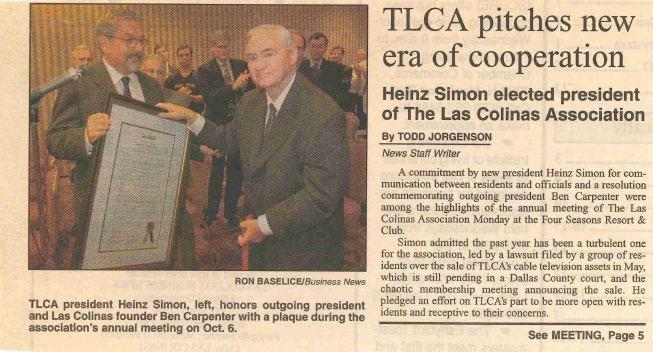 RON BASELICE/Business News
TLCA president Heinz Simon, left, honors outgoing president
and Las Colinas founder Ben Carpenter with a plaque during the
association's annual meeting on Oct. 6.
TLCA pitches new
era of cooperation
Heinz Simon elected president
of The Las Colinas Association
By TODD JORGENSON
News Staff Writer
A commitment by new president Heinz Simon for com-
munication between residents and officials and a resolution
commemorating outgoing president Ben Carpenter were
among the highlights of the annual meeting of The Las
Colinas Association Monday at the Four Seasons Resort &
Club.
Simon admitted the past year has been a turbulent one
for the association, led by a lawsuit filed by a group of resi-
dents over the sale of TLCA's cable television assets in May,
which is still pending in a Dallas County court, and the
chaotic membership meeting announcing the sale. He
pledged an effort on TLCA's part to be more open with res-
idents and receptive to their concerns.
See MEETING, Page 5